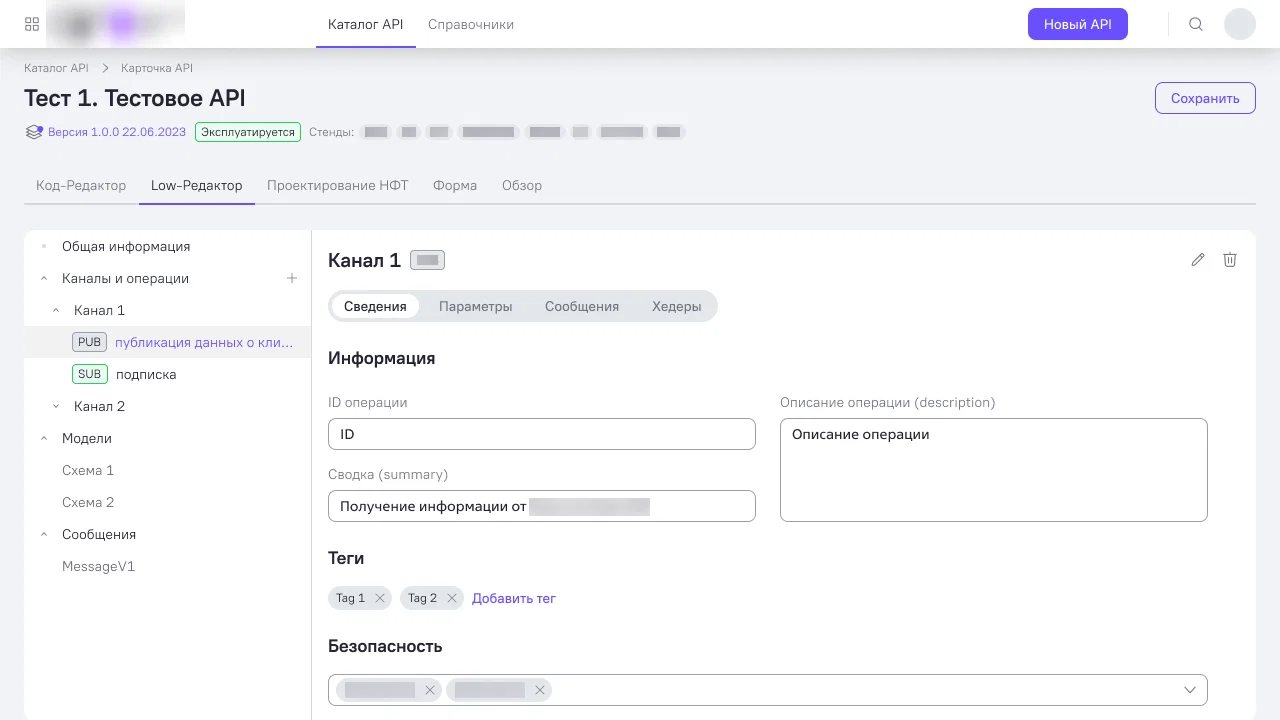 Каталог API
Справочники
Новый API
Каталог API
Карточка API
Тест 1. Тестовое API
Сохранить
Версия 1.0.0 22.06.2023
Эксплуатируется
Стенды:
Код-Редактор
Low-Редактор
Проектирование НФТ
Форма
Обзор
Общая информация
Каналы и операции
Канал 1
PUB публикация данных о кли...
SUB подписка
Канал 2
Модели
Схема 1
Схема 2
Сообщения
MessageV1
Канал 1
Сведения
Параметры
Сообщения
Хедеры
Информация
ID операции
ID
Сводка (summary)
Получение информации от
Описание операции (description)
Описание операции
Теги
Tag 1
Tag 2
Добавить тег
Безопасность